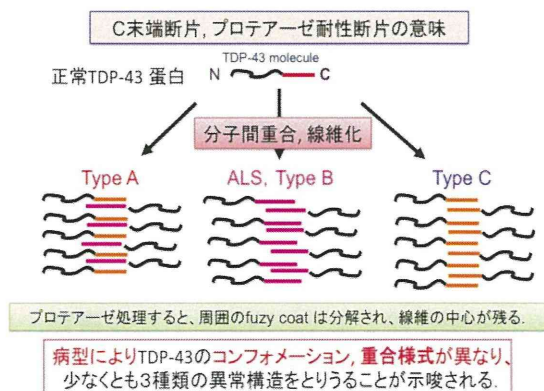 C末端断片, プロテアーゼ耐性断片の意味
TDP-43 molecule
正常TDP-43 蛋白 N C
分子間重合, 線維化
Type A ALS, Type B Type C
プロテアーゼ処理すると、周囲のfuzy coat は分解され、線維の中心が残る.
病型によりTDP-43のコンフォメーション, 重合様式が異なり、
少なくとも3種類の異常構造をとりうることが示唆される.